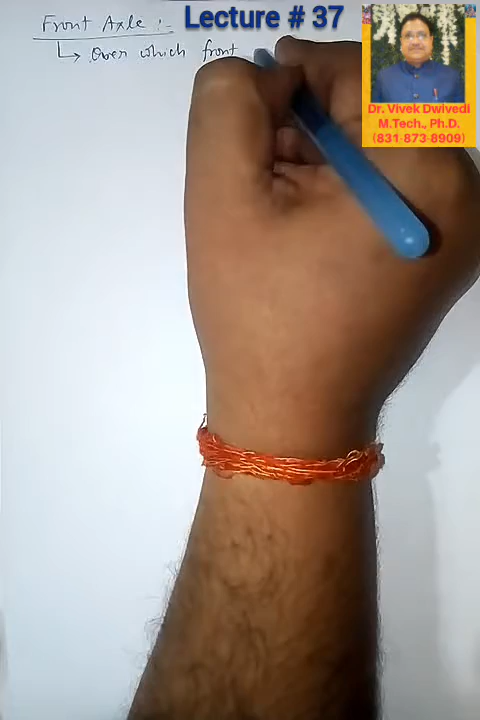 Lecture # 37
Front Axle :-
↳ Over which front
Dr. Vivek Dwivedi
M.Tech., Ph.D.
(831-873-8909)